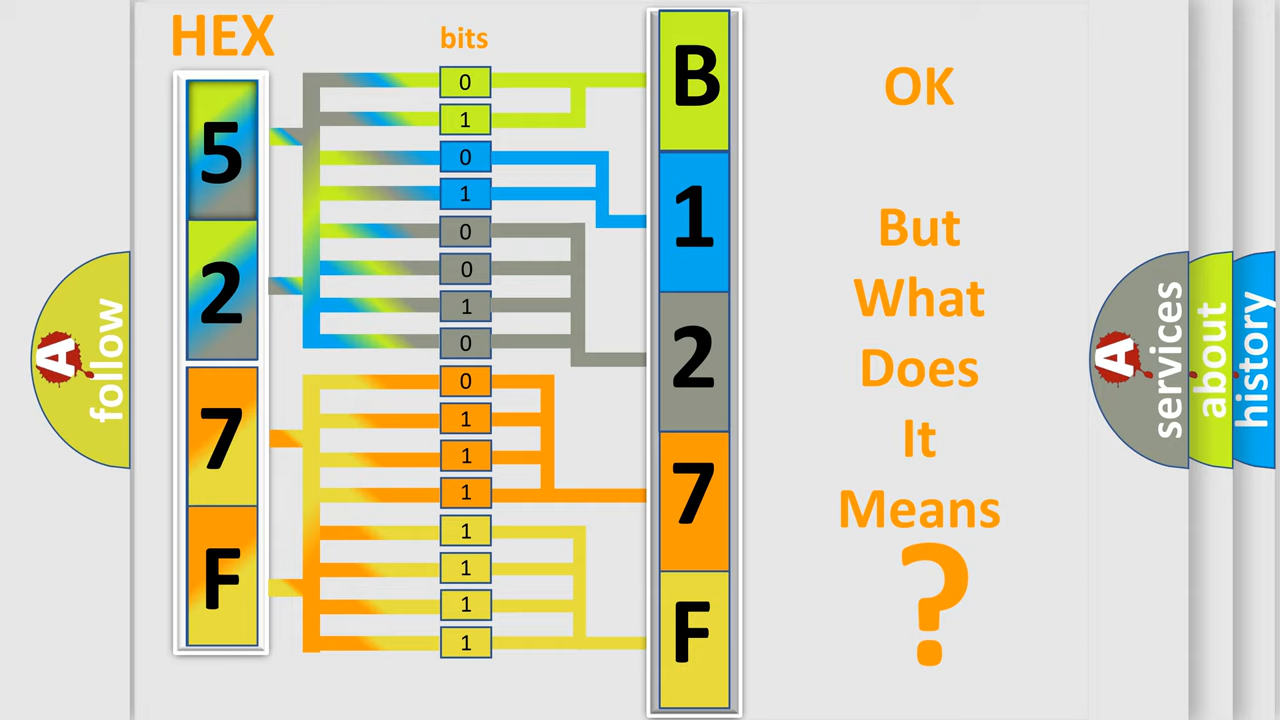 HEX
bits
5
2
7
F
0
1
0
1
0
0
1
0
0
1
1
1
1
1
1
1
B
1
2
7
F
OK
But
What
Does
It
Means
?
A
follow
A
services
about
history